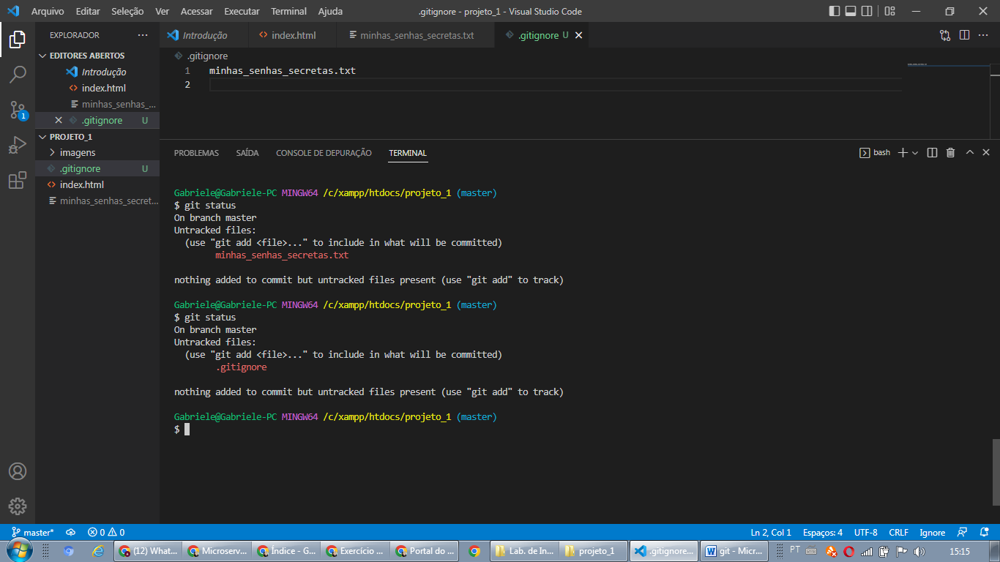 Arquivo Editar Seleção Ver Acessar Executar Terminal Ajuda .gitignore - projeto_1 - Visual Studio Code
EXPLORADOR ...
EDITORES ABERTOS
Introdução
index.html
minhas_senhas_...
.gitignore U
PROJETO_1
imagens
.gitignore U
index.html
minhas_senhas_secret...
1
Introdução index.html minhas_senhas_secretas.txt .gitignore U
.gitignore
1 minhas_senhas_secretas.txt
2
PROBLEMAS SAÍDA CONSOLE DE DEPURAÇÃO TERMINAL bash
Gabriele@Gabriele-PC MINGW64 /c/xampp/htdocs/projeto_1 (master)
$ git status
On branch master
Untracked files:
(use "git add <file>..." to include in what will be committed)
minhas_senhas_secretas.txt
nothing added to commit but untracked files present (use "git add" to track)
Gabriele@Gabriele-PC MINGW64 /c/xampp/htdocs/projeto_1 (master)
$ git status
On branch master
Untracked files:
(use "git add <file>..." to include in what will be committed)
.gitignore
nothing added to commit but untracked files present (use "git add" to track)
Gabriele@Gabriele-PC MINGW64 /c/xampp/htdocs/projeto_1 (master)
$
master* 0 0 Ln 2, Col 1 Espaços: 4 UTF-8 CRLF Ignore
(12) What... Microserv... Índice - G... Exercício ... Portal do ... Lab. de In... projeto_1 .gitignore... git - Micr... PT 15:15